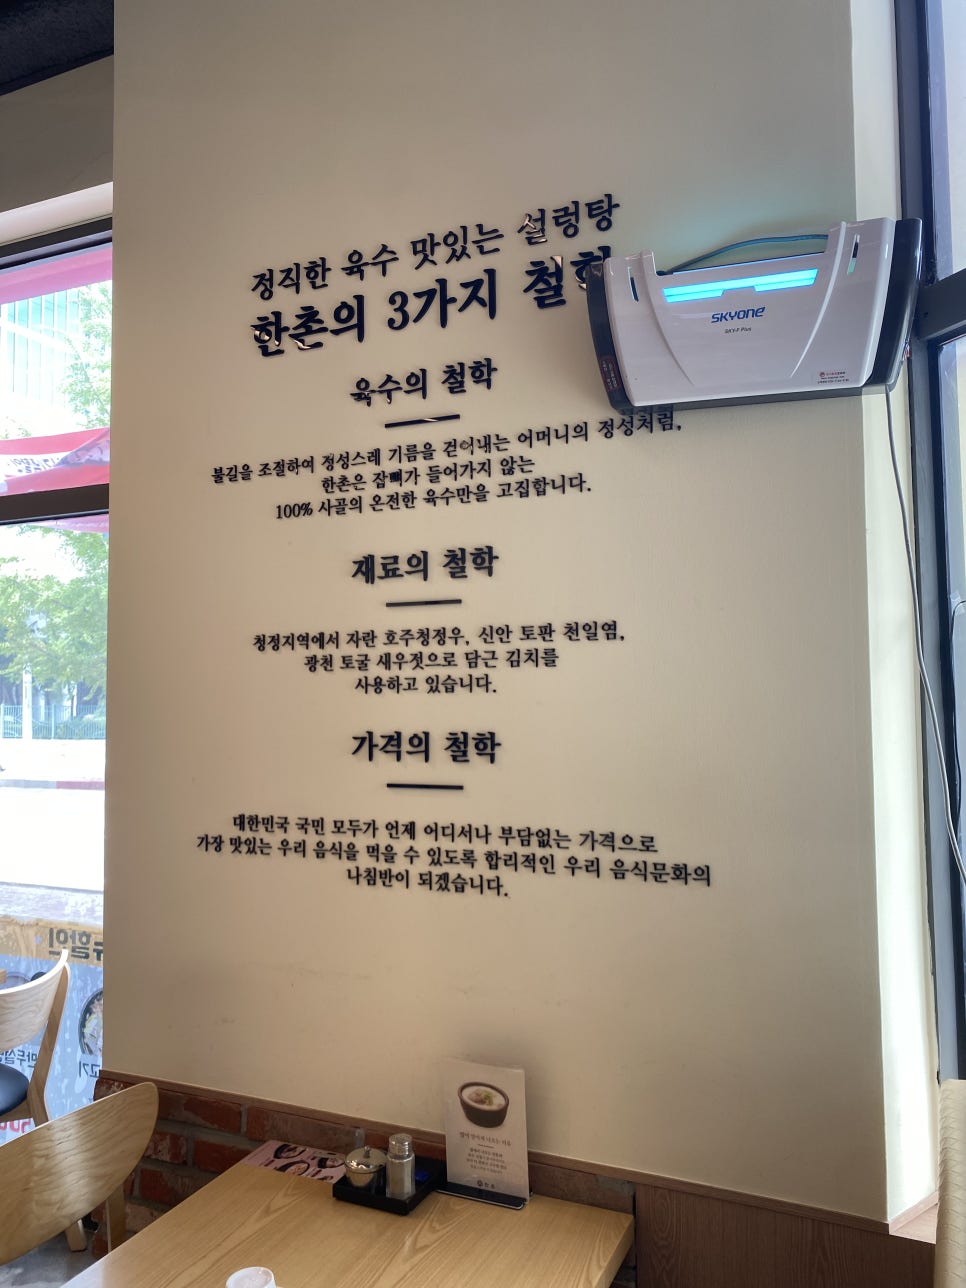 정직한 육수 맛있는 설렁탕
한촌의 3가지 철학
육수의 철학
불길을 조절하여 정성스레 기름을 걷어내는 어머니의 정성처럼,
한촌은 잡뼈가 들어가지 않는
100% 사골의 온전한 육수만을 고집합니다.
재료의 철학
청정지역에서 자란 호주청정우, 신안 토판 천일염,
광천 토굴 새우젓으로 담근 김치를
사용하고 있습니다.
가격의 철학
대한민국 국민 모두가 언제 어디서나 부담없는 가격으로
가장 맛있는 우리 음식을 먹을 수 있도록 합리적인 우리 음식문화의
나침반이 되겠습니다.
SKYONE
SKY-F Plus